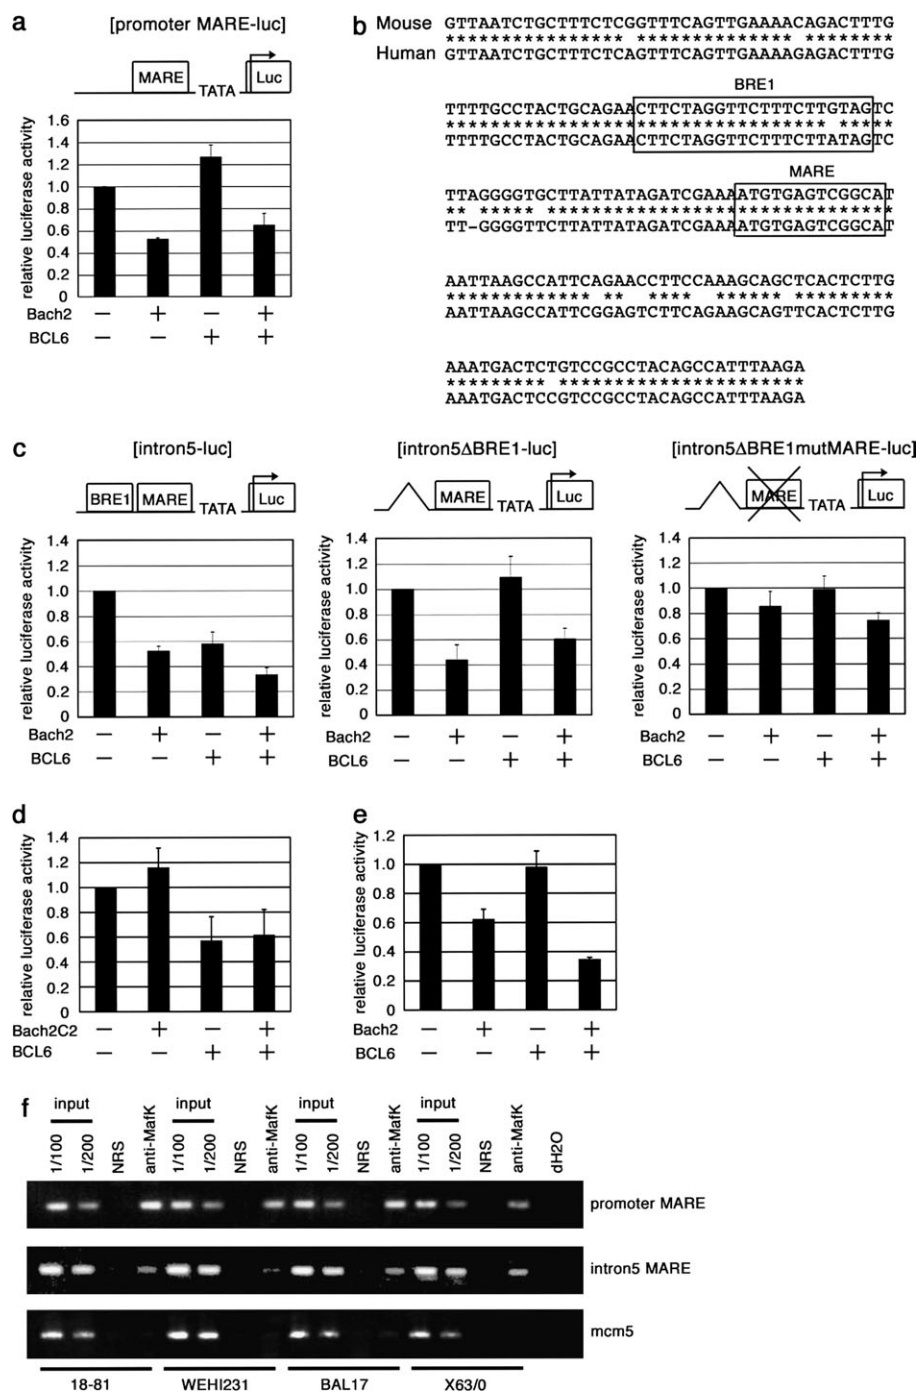 a
[promoter MARE-luc]
MARE
TATA
Luc
relative luciferase activity
1.6
1.4
1.2
1.0
0.8
0.6
0.4
0.2
0
Bach2 − + − +
BCL6 − − + +
b
Mouse GTTAATCTGCTTTCTCGGTTTCAGTTGAAAACAGACTTTG
**************** *************** ********
Human GTTAATCTGCTTTCTCAGTTTCAGTTGAAAAGAGACTTTG
BRE1
TTTTGCCTACTGCAGAACTTCTAGGTTCTTTCTTGTAGTC
********************************** *****
TTTTGCCTACTGCAGAACTTCTAGGTTCTTTCTTATAGTC
MARE
TTAGGGGTGCTTATTATAGATCGAAAATGTGAGTCGGCAT
** ***** *******************************
TT-GGGGTTCTTATTATAGATCGAAAATGTGAGTCGGCAT
AATTAAGCCATTCAGAACCTTCCAAAGCAGCTCACTCTTG
************* ** **** **** ***** ********
AATTAAGCCATTCGGAGTCTTCAGAAGCAGTTCACTCTTG
AAATGACTCTGTCCGCCTACAGCCATTTAAGA
********* **********************
AAATGACTCCGTCCGCCTACAGCCATTTAAGA
c
[intron5-luc]
BRE1
MARE
TATA
Luc
relative luciferase activity
1.4
1.2
1.0
0.8
0.6
0.4
0.2
0
Bach2 − + − +
BCL6 − − + +
[intron5ΔBRE1-luc]
MARE
TATA
Luc
relative luciferase activity
1.4
1.2
1.0
0.8
0.6
0.4
0.2
0
Bach2 − + − +
BCL6 − − + +
[intron5ΔBRE1mutMARE-luc]
MARE
TATA
Luc
relative luciferase activity
1.4
1.2
1.0
0.8
0.6
0.4
0.2
0
Bach2 − + − +
BCL6 − − + +
d
relative luciferase activity
1.4
1.2
1.0
0.8
0.6
0.4
0.2
0
Bach2C2 − + − +
BCL6 − − + +
e
relative luciferase activity
1.2
1.0
0.8
0.6
0.4
0.2
0
Bach2 − + − +
BCL6 − − + +
f
input input input input
1/100 1/200 NRS anti-MafK 1/100 1/200 NRS anti-MafK 1/100 1/200 NRS anti-MafK 1/100 1/200 NRS anti-MafK dH2O
promoter MARE
intron5 MARE
mcm5
18-81 WEHI231 BAL17 X63/0